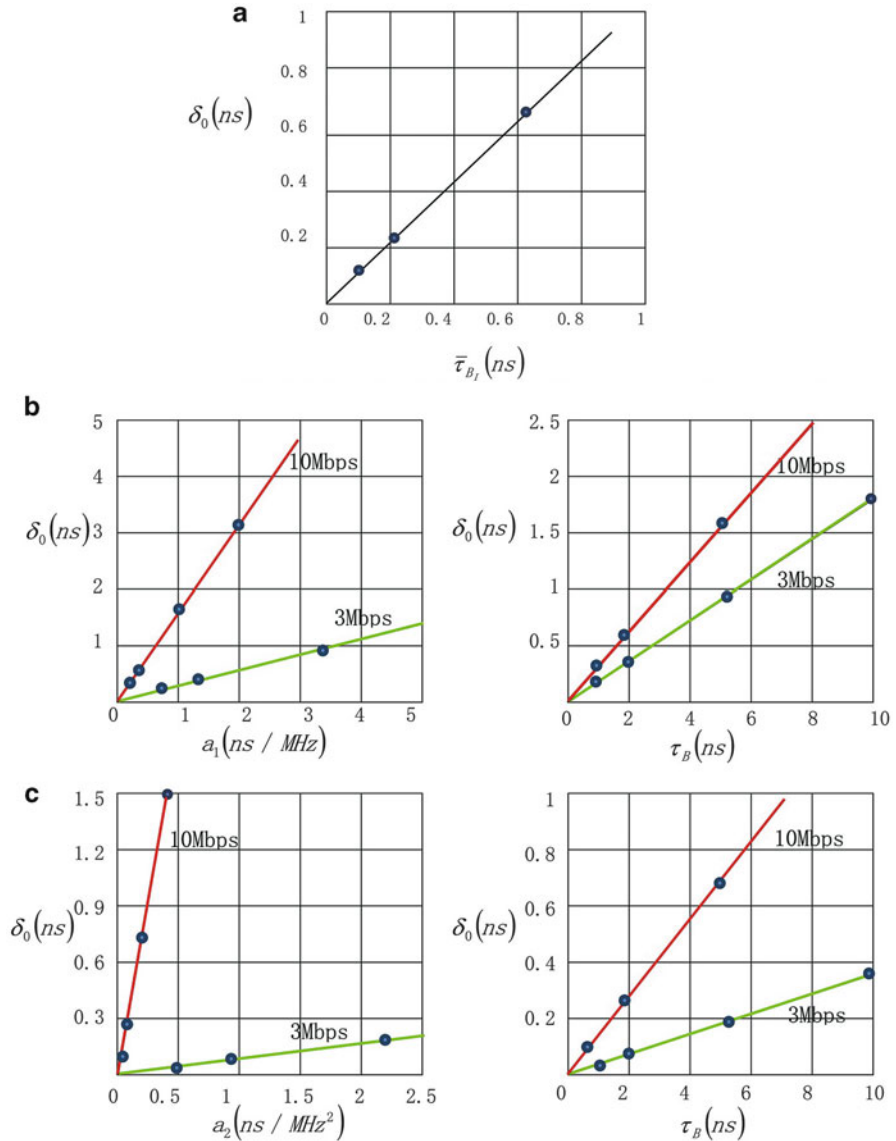 a
1
0.8
δ₀(ns)
0.6
0.4
0.2
0 0.2 0.4 0.6 0.8 1
τ̄_{B_I}(ns)
b
5
4
δ₀(ns)
3
2
1
10Mbps
3Mbps
0 1 2 3 4 5
a₁(ns / MHz)
2.5
2
δ₀(ns)
1.5
1
0.5
10Mbps
3Mbps
0 2 4 6 8 10
τ_B(ns)
c
1.5
1.2
0.9
δ₀(ns)
0.6
0.3
10Mbps
3Mbps
0 0.5 1 1.5 2 2.5
a₂(ns / MHz²)
1
0.8
0.6
δ₀(ns)
0.4
0.2
10Mbps
3Mbps
0 2 4 6 8 10
τ_B(ns)